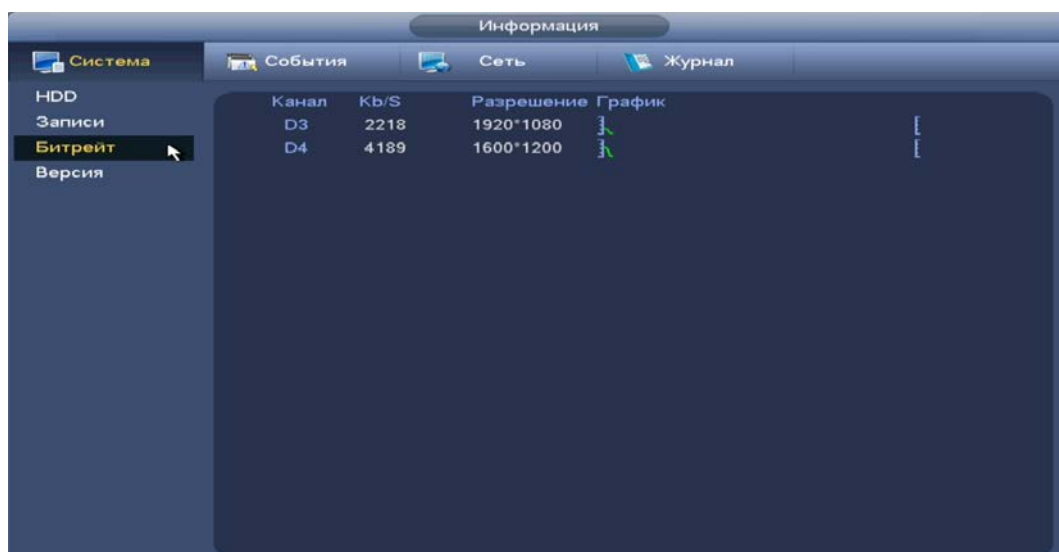 Информация
Система События Сеть Журнал
HDD
Записи
Битрейт
Версия
Канал Kb/S Разрешение График
D3 2218 1920*1080
D4 4189 1600*1200